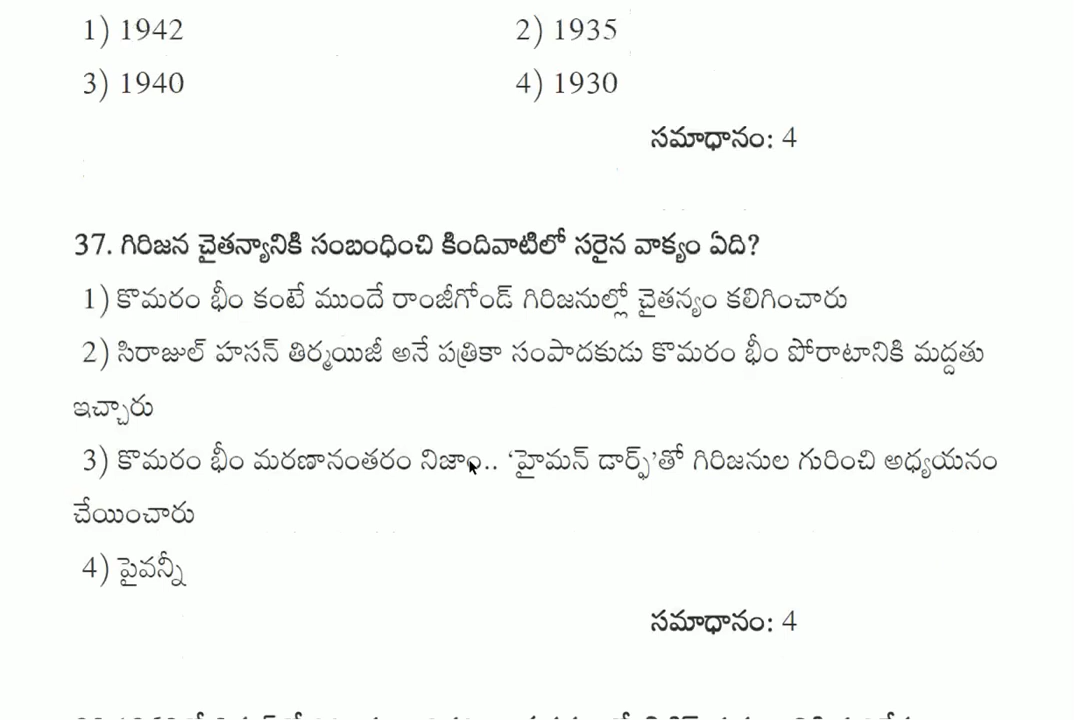 1) 1942 2) 1935
3) 1940 4) 1930
సమాధానం: 4
37. గిరిజన చైతన్యానికి సంబంధించి కిందివాటిలో సరైన వాక్యం ఏది?
1) కొమరం భీం కంటే ముందే రాంజీగోండ్ గిరిజనుల్లో చైతన్యం కలిగించారు
2) సిరాజుల్ హసన్ తిర్మయిజీ అనే పత్రికా సంపాదకుడు కొమరం భీం పోరాటానికి మద్దతు
ఇచ్చారు
3) కొమరం భీం మరణానంతరం నిజాం.. ‘హైమన్ డార్ఫ్’తో గిరిజనుల గురించి అధ్యయనం
చేయించారు
4) పైవన్నీ
సమాధానం: 4